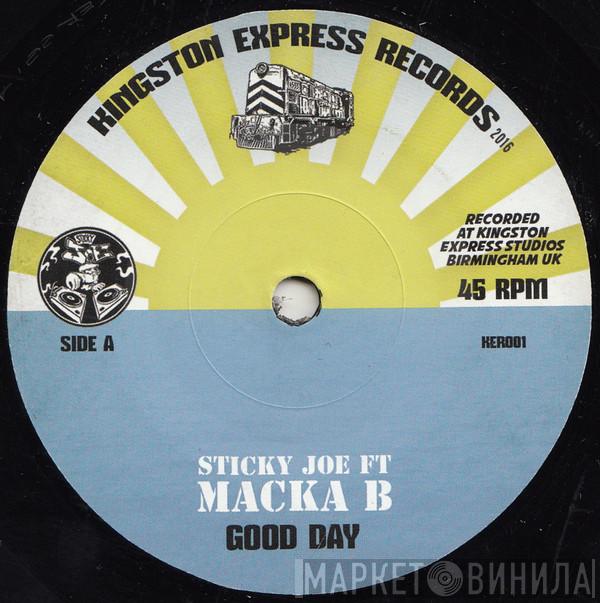 KINGSTON EXPRESS RECORDS
2016
RECORDED
AT KINGSTON
EXPRESS STUDIOS
BIRMINGHAM UK
45 RPM
STICKY
SIDE A
KER001
STICKY JOE FT
MACKA B
GOOD DAY
МАРКЕТ ВИНИЛА